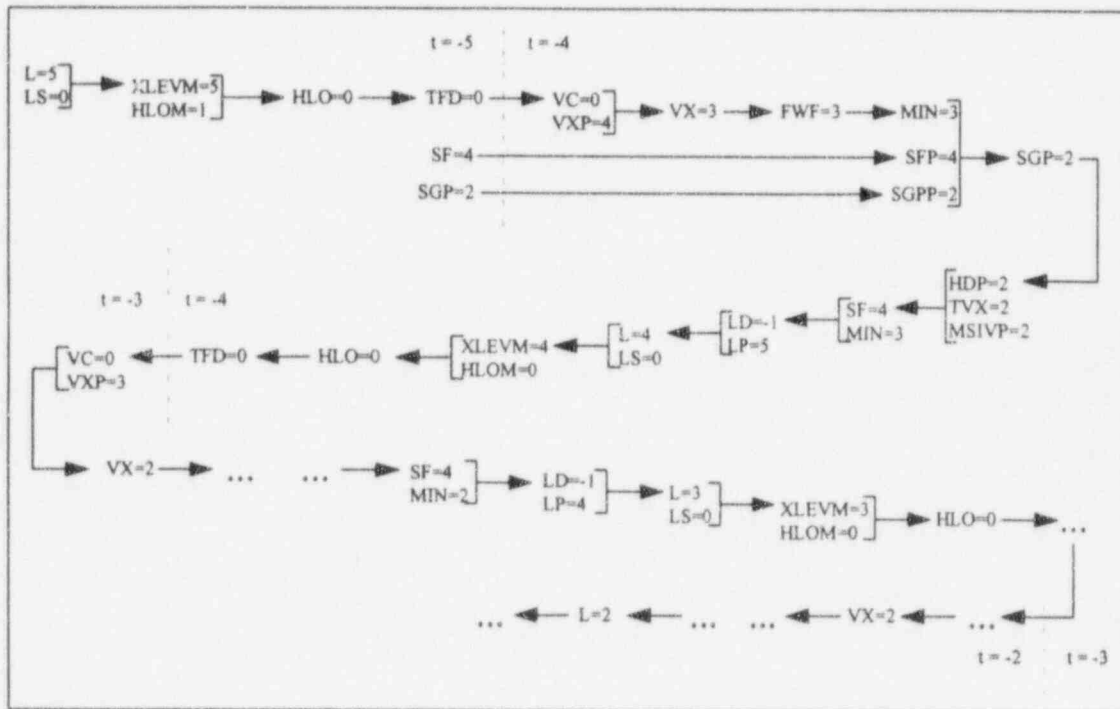 t = -5 t = -4
L=5
LS=0
XLEVM=5
HLOM=1
HLO=0
TFD=0
VC=0
VXP=4
VX=3
FWF=3
MIN=3
SF=4
SFP=4
SGP=2
SGP=2
SGPP=2
HDP=2
TVX=2
MSIVP=2
SF=4
MIN=3
LD=-1
LP=5
L=4
LS=0
XLEVM=4
HLOM=0
HLO=0
TFD=0
t = -3 t = -4
VC=0
VXP=3
VX=2
...
...
SF=4
MIN=2
LD=-1
LP=4
L=3
LS=0
XLEVM=3
HLOM=0
HLO=0
...
...
VX=2
...
...
L=2
...
t = -2 t = -3